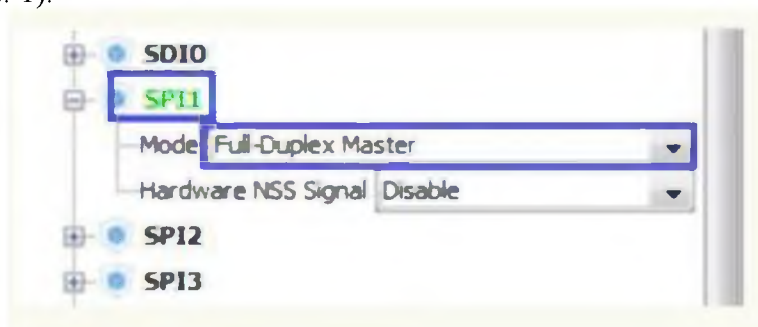 SDIO
SPI1
Mode Full-Duplex Master
Hardware NSS Signal Disable
SPI2
SPI3